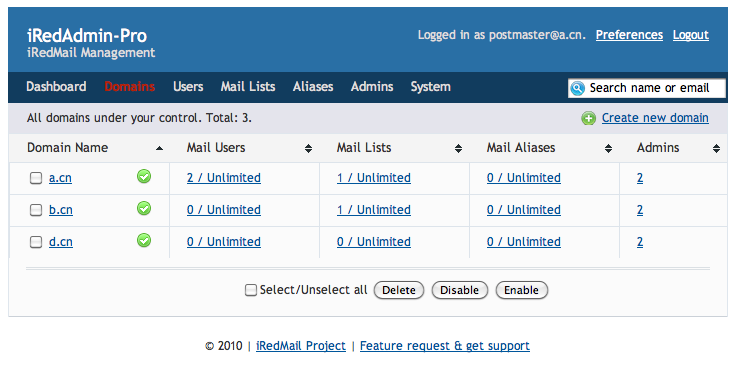 iRedAdmin-Pro
iRedMail Management
Logged in as postmaster@a.cn. Preferences Logout
Dashboard Domains Users Mail Lists Aliases Admins System Search name or email
All domains under your control. Total: 3. Create new domain
Domain Name Mail Users Mail Lists Mail Aliases Admins
a.cn 2 / Unlimited 1 / Unlimited 0 / Unlimited 2
b.cn 0 / Unlimited 1 / Unlimited 0 / Unlimited 2
d.cn 0 / Unlimited 0 / Unlimited 0 / Unlimited 2
Select/Unselect all Delete Disable Enable
© 2010 | iRedMail Project | Feature request & get support